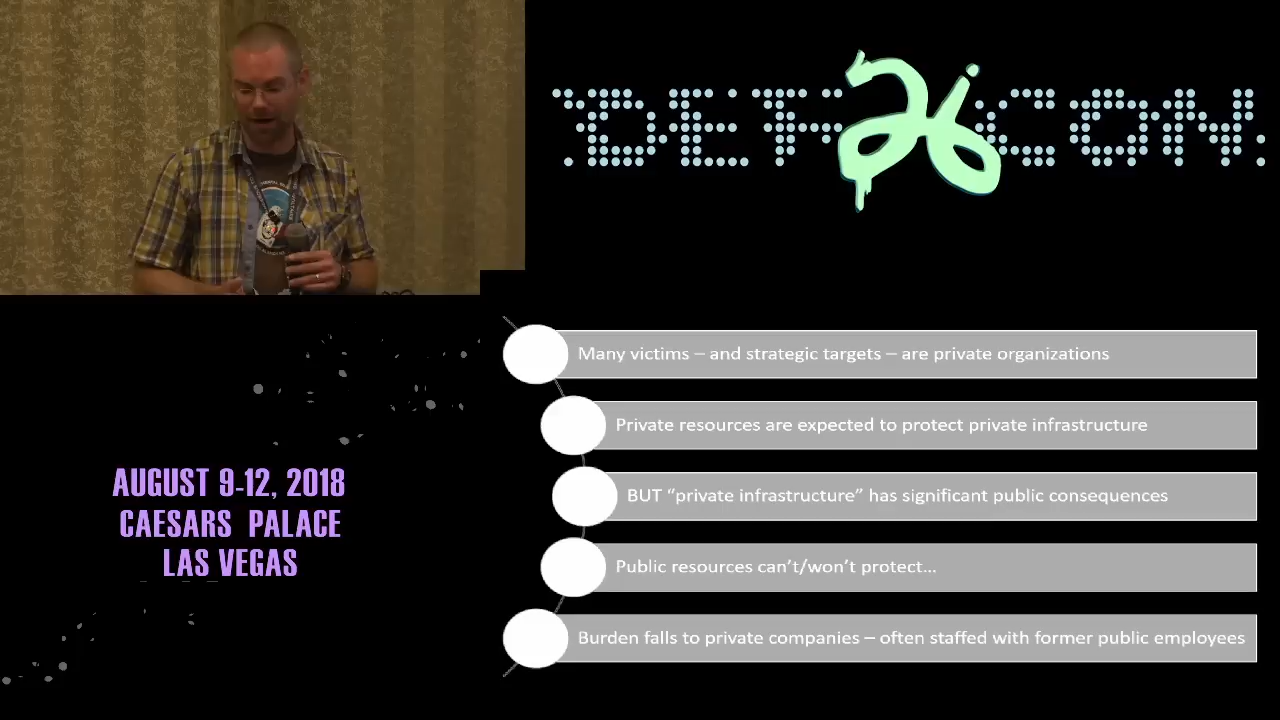 DEF 26 CON
Many victims – and strategic targets – are private organizations
Private resources are expected to protect private infrastructure
BUT “private infrastructure” has significant public consequences
Public resources can’t/won’t protect...
Burden falls to private companies – often staffed with former public employees
AUGUST 9-12, 2018
CAESARS PALACE
LAS VEGAS